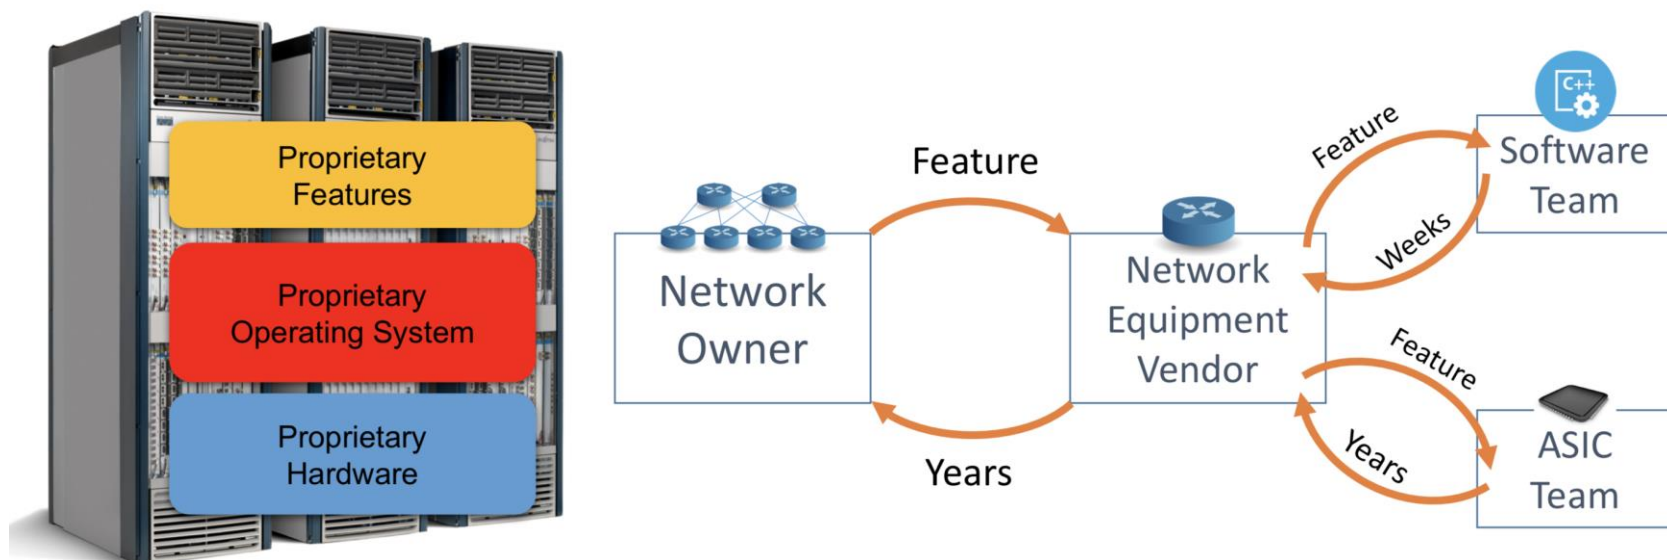 Proprietary
Features
Proprietary
Operating System
Proprietary
Hardware
Network
Owner
Feature
Years
Network
Equipment
Vendor
Feature
Weeks
C++
Software
Team
Feature
Years
ASIC
Team